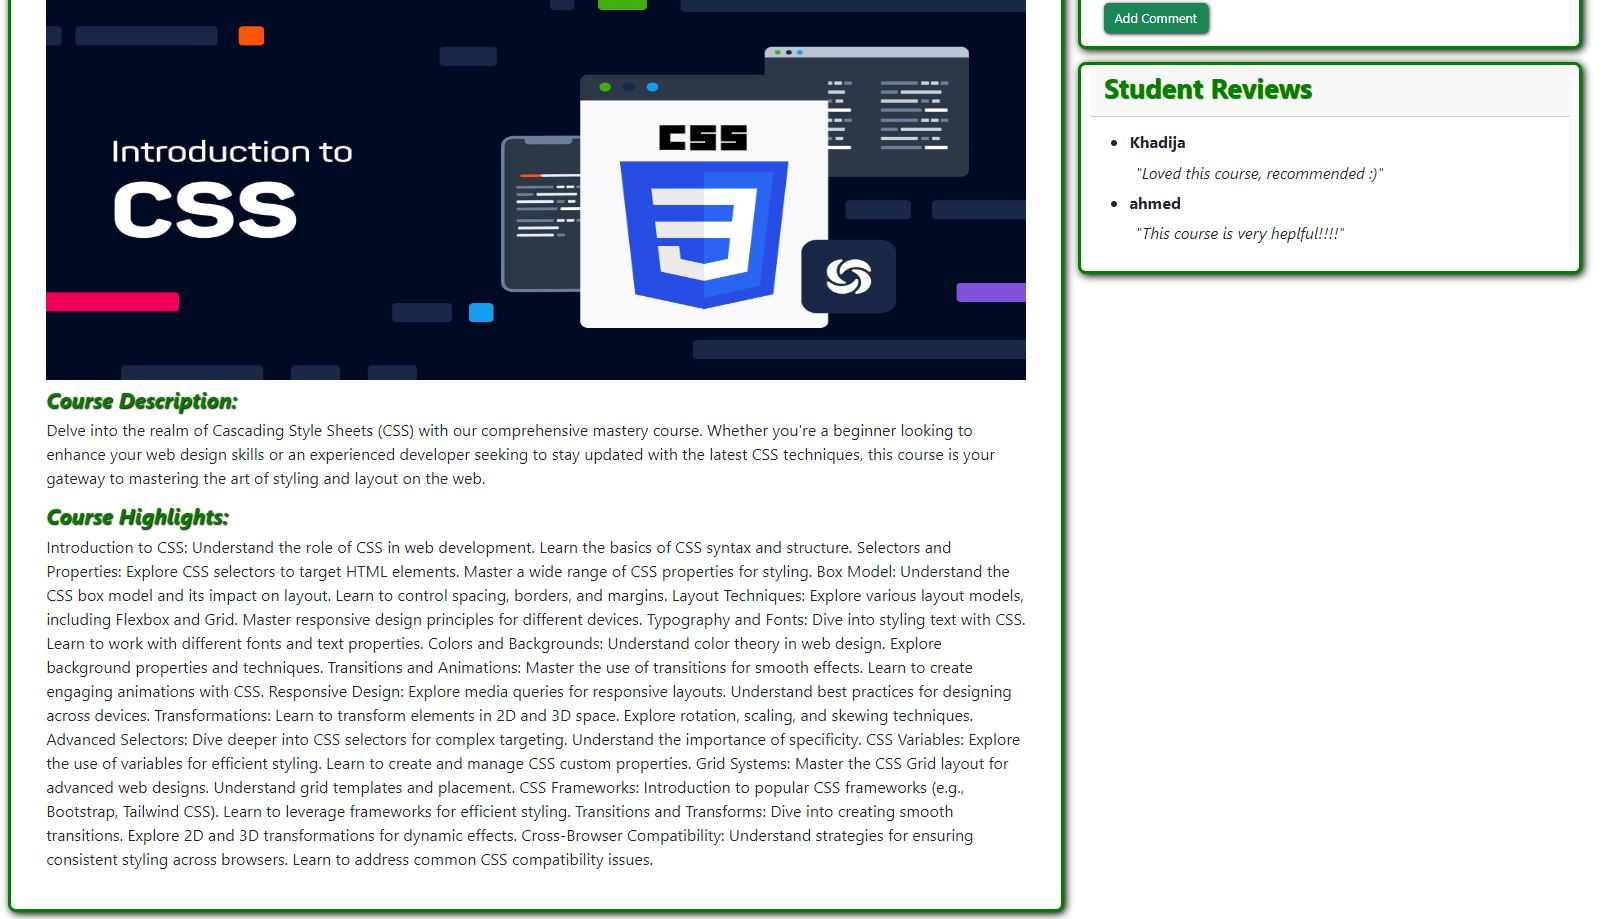 Introduction to
CSS
CSS
Course Description:
Delve into the realm of Cascading Style Sheets (CSS) with our comprehensive mastery course. Whether you're a beginner looking to
enhance your web design skills or an experienced developer seeking to stay updated with the latest CSS techniques, this course is your
gateway to mastering the art of styling and layout on the web.
Course Highlights:
Introduction to CSS: Understand the role of CSS in web development. Learn the basics of CSS syntax and structure. Selectors and
Properties: Explore CSS selectors to target HTML elements. Master a wide range of CSS properties for styling. Box Model: Understand the
CSS box model and its impact on layout. Learn to control spacing, borders, and margins. Layout Techniques: Explore various layout models,
including Flexbox and Grid. Master responsive design principles for different devices. Typography and Fonts: Dive into styling text with CSS.
Learn to work with different fonts and text properties. Colors and Backgrounds: Understand color theory in web design. Explore
background properties and techniques. Transitions and Animations: Master the use of transitions for smooth effects. Learn to create
engaging animations with CSS. Responsive Design: Explore media queries for responsive layouts. Understand best practices for designing
across devices. Transformations: Learn to transform elements in 2D and 3D space. Explore rotation, scaling, and skewing techniques.
Advanced Selectors: Dive deeper into CSS selectors for complex targeting. Understand the importance of specificity. CSS Variables: Explore
the use of variables for efficient styling. Learn to create and manage CSS custom properties. Grid Systems: Master the CSS Grid layout for
advanced web designs. Understand grid templates and placement. CSS Frameworks: Introduction to popular CSS frameworks (e.g.,
Bootstrap, Tailwind CSS). Learn to leverage frameworks for efficient styling. Transitions and Transforms: Dive into creating smooth
transitions. Explore 2D and 3D transformations for dynamic effects. Cross-Browser Compatibility: Understand strategies for ensuring
consistent styling across browsers. Learn to address common CSS compatibility issues.
Add Comment
Student Reviews
Khadija
"Loved this course, recommended :)"
ahmed
"This course is very heplful!!!!"